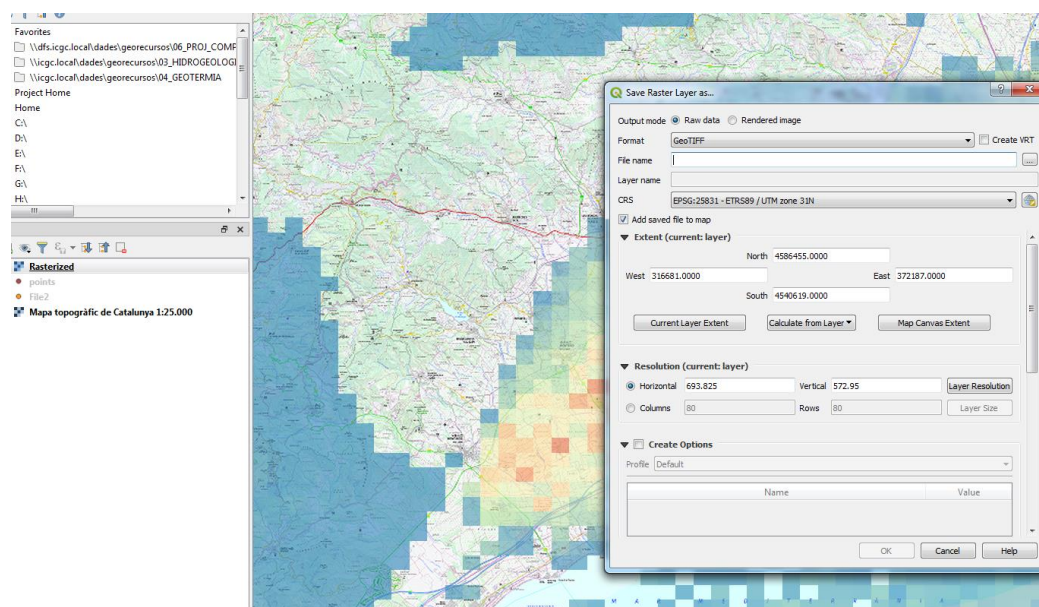 Favorites
\\dfs.icgc.local\dades\georecursos\06_PROJ_COMF
\\icgc.local\dades\georecursos\03_HIDROGEOLOGI
\\icgc.local\dades\georecursos\04_GEOTERMIA
Project Home
Home
C:\
D:\
E:\
F:\
G:\
H:\
Rasterized
points
File2
Mapa topogràfic de Catalunya 1:25.000
Save Raster Layer as...
Output mode Raw data Rendered image
Format GeoTIFF Create VRT
File name ...
Layer name
CRS EPSG:25831 - ETRS89 / UTM zone 31N
Add saved file to map
Extent (current: layer)
North 4586455.0000
West 316681.0000 East 372187.0000
South 4540619.0000
Current Layer Extent Calculate from Layer Map Canvas Extent
Resolution (current: layer)
Horizontal 693.825 Vertical 572.95 Layer Resolution
Columns 80 Rows 80 Layer Size
Create Options
Profile Default
Name Value
OK Cancel Help